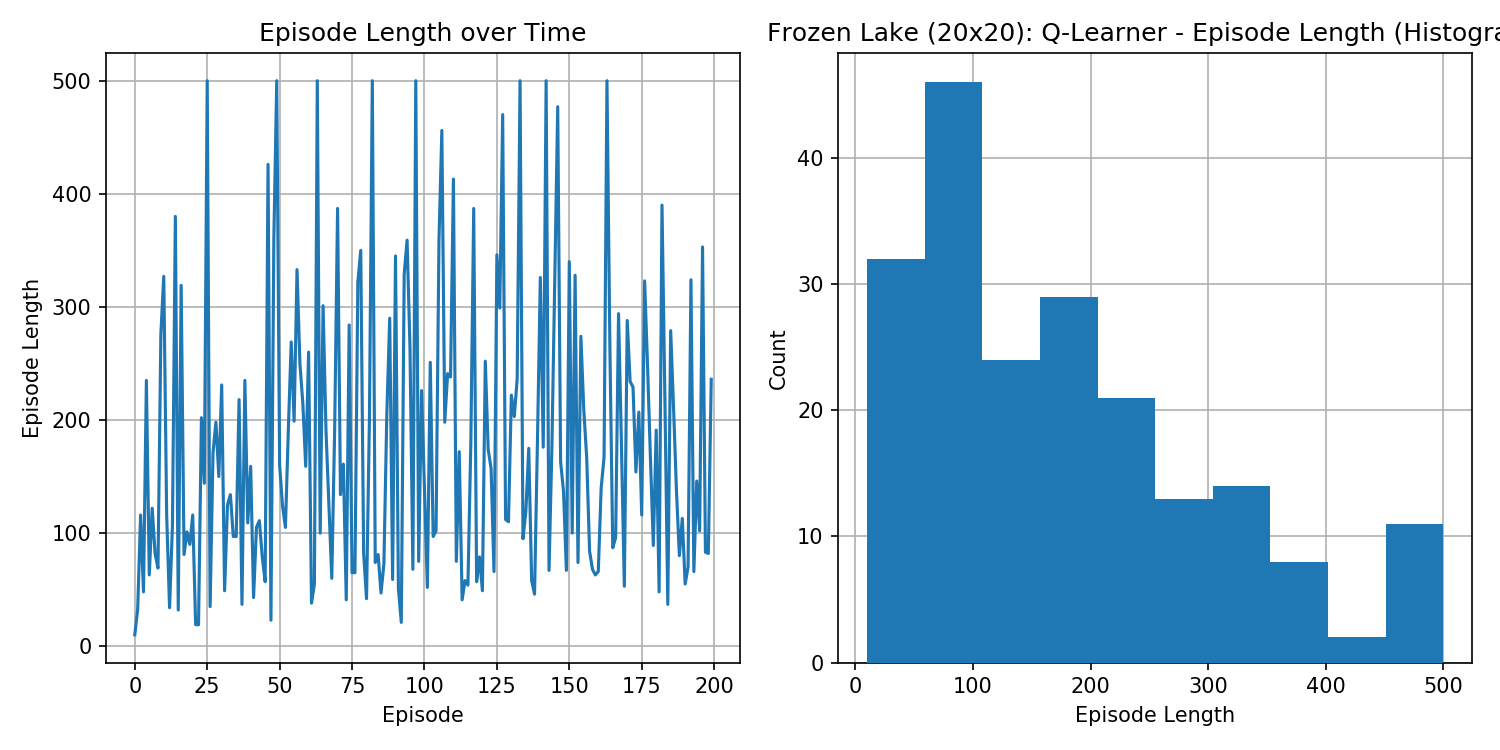 Episode Length over Time
Episode Length
500
400
300
200
100
0
0 25 50 75 100 125 150 175 200
Episode
Frozen Lake (20x20): Q-Learner - Episode Length (Histogra
Count
40
30
20
10
0
0 100 200 300 400 500
Episode Length